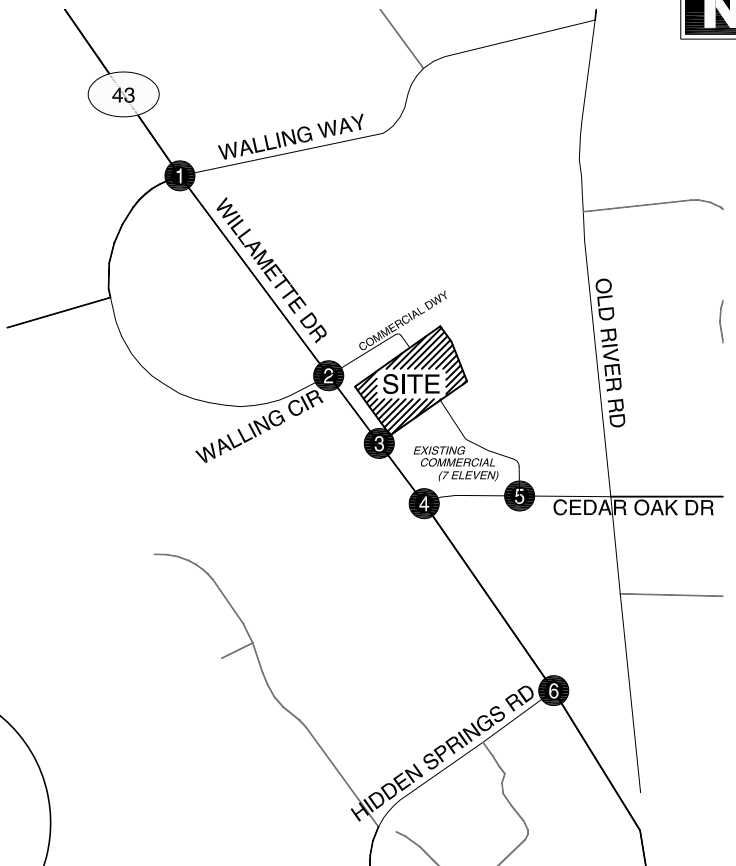 N
43
WALLING WAY
1
WILLAMETTE DR
COMMERCIAL DWY
OLD RIVER RD
2
SITE
WALLING CIR
3
EXISTING
COMMERCIAL
(7 ELEVEN)
4
5
CEDAR OAK DR
6
HIDDEN SPRINGS RD